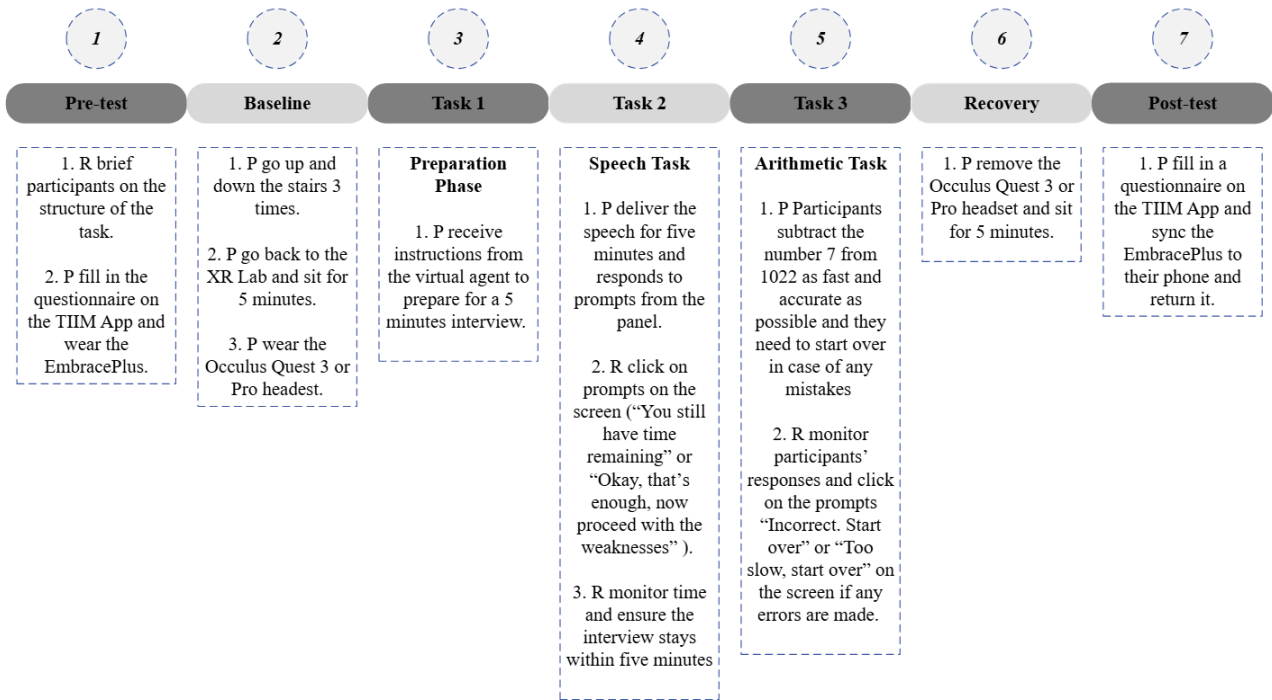 1
2
3
4
5
6
7
Pre-test
Baseline
Task 1
Task 2
Task 3
Recovery
Post-test
1. R brief
participants on the
structure of the
task.
2. P fill in the
questionnaire on
the TIIM App and
wear the
EmbracePlus.
1. P go up and
down the stairs 3
times.
2. P go back to the
XR Lab and sit for
5 minutes.
3. P wear the
Occulus Quest 3 or
Pro headest.
Preparation
Phase
1. P receive
instructions from
the virtual agent to
prepare for a 5
minutes interview.
Speech Task
1. P deliver the
speech for five
minutes and
responds to
prompts from the
panel.
2. R click on
prompts on the
screen (“You still
have time
remaining” or
“Okay, that’s
enough, now
proceed with the
weaknesses” ).
3. R monitor time
and ensure the
interview stays
within five minutes
Arithmetic Task
1. P Participants
subtract the
number 7 from
1022 as fast and
accurate as
possible and they
need to start over
in case of any
mistakes
2. R monitor
participants’
responses and click
on the prompts
“Incorrect. Start
over” or “Too
slow, start over” on
the screen if any
errors are made.
1. P remove the
Occulus Quest 3 or
Pro headset and sit
for 5 minutes.
1. P fill in a
questionnaire on
the TIIM App and
sync the
EmbracePlus to
their phone and
return it.